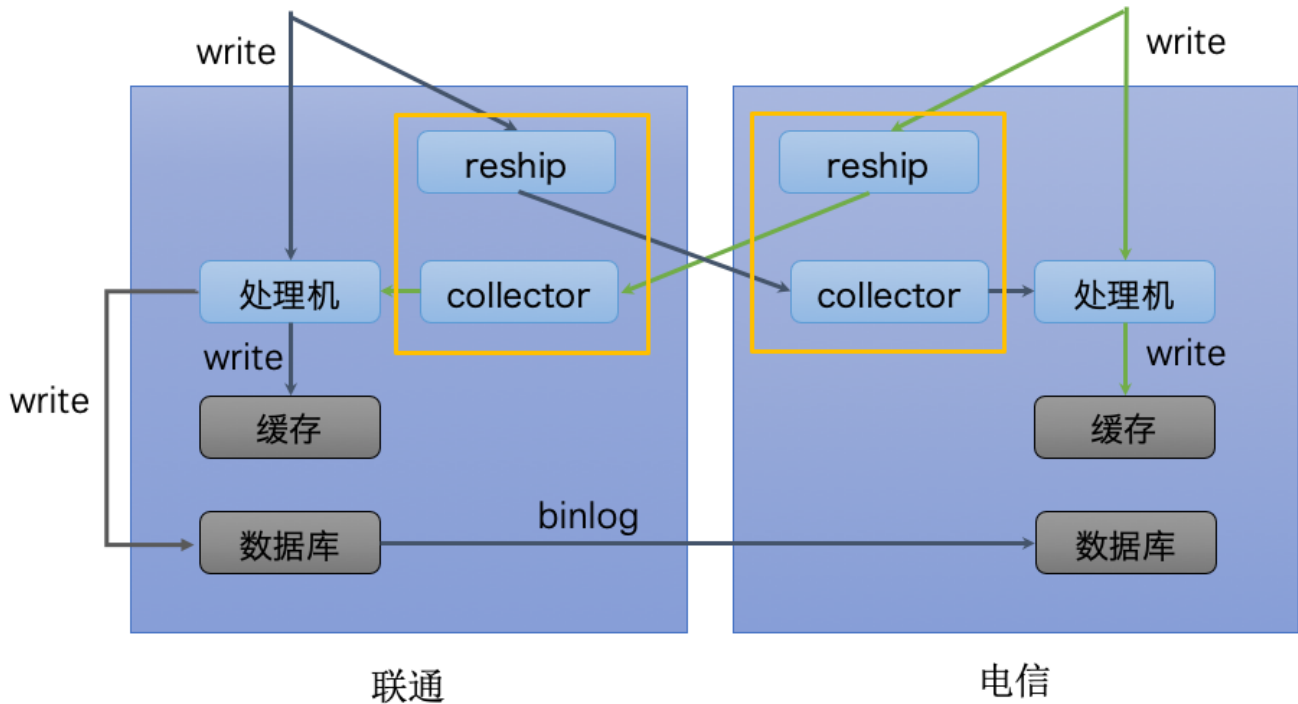 write
write
reship
reship
处理机
collector
collector
处理机
write
write
write
缓存
缓存
binlog
数据库
数据库
联通
电信